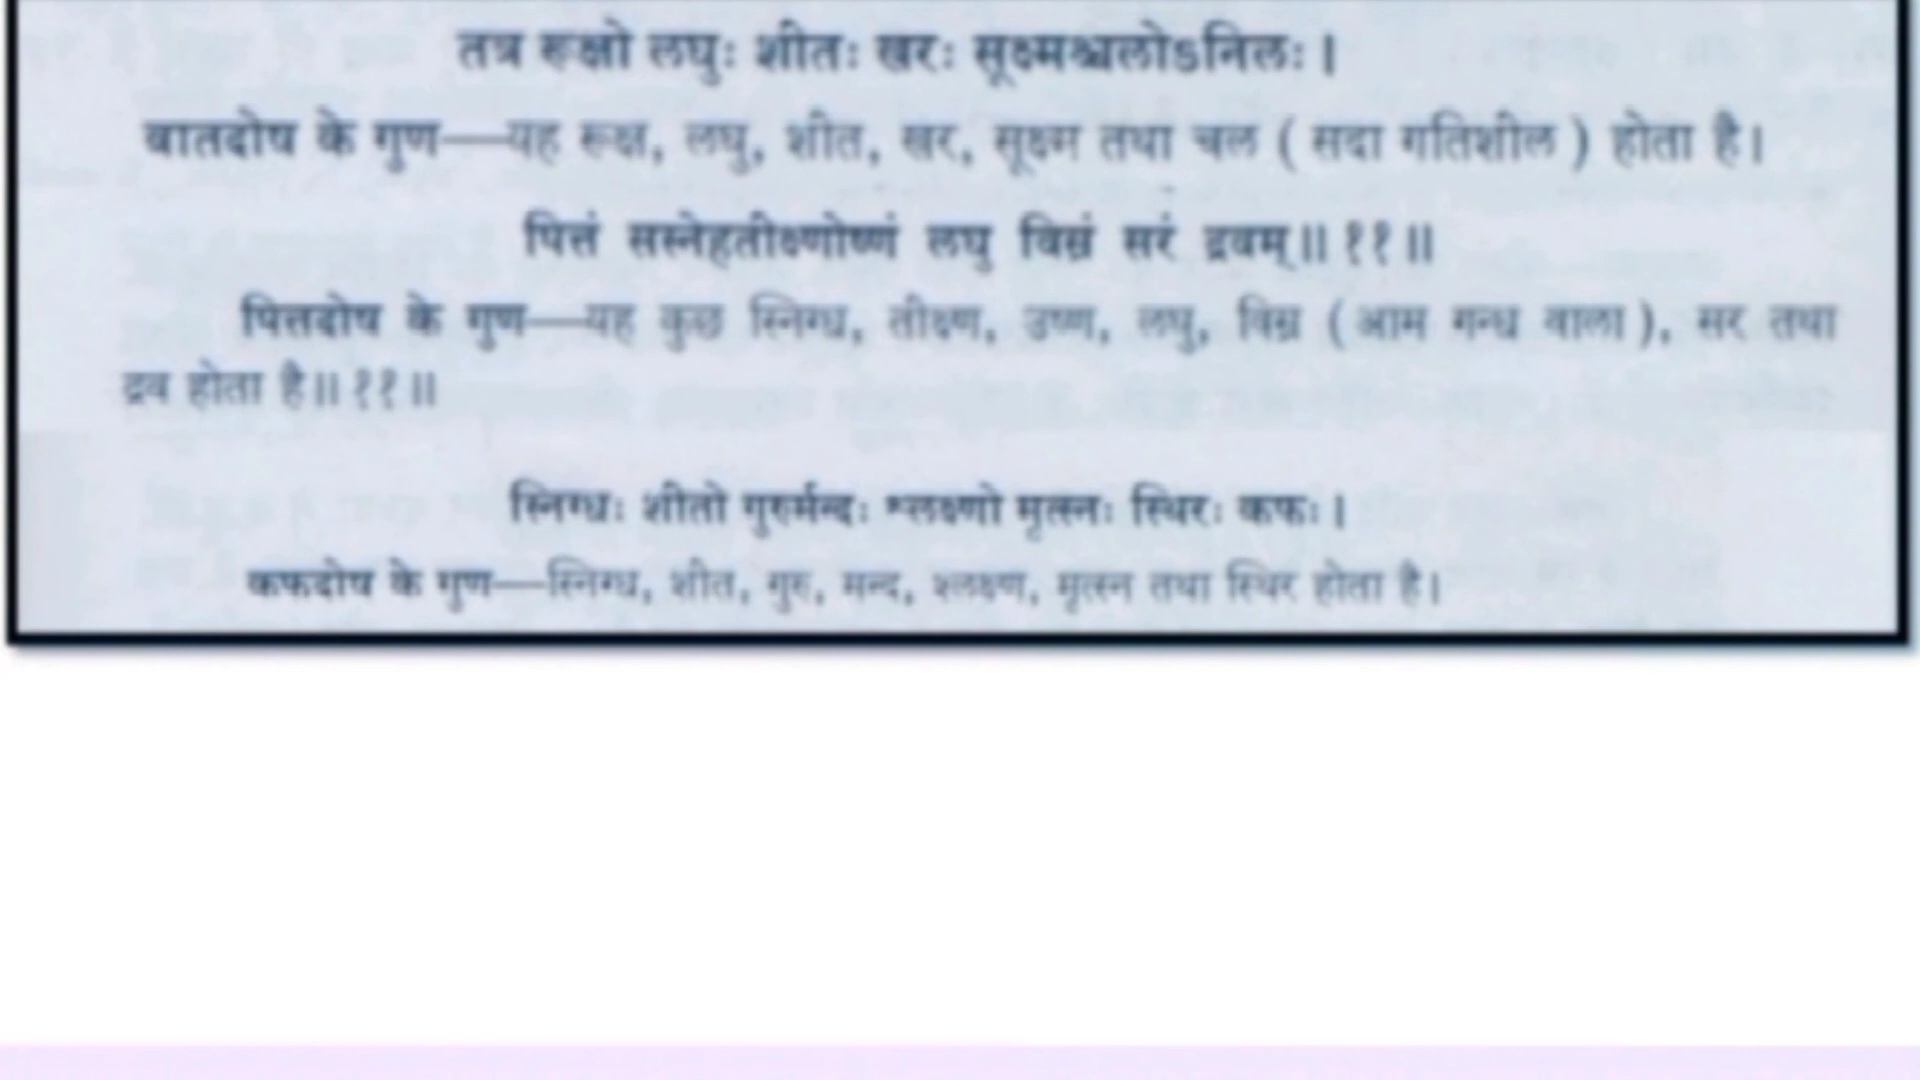 तत्र रूक्षो लघुः शीतः खरः सूक्ष्मश्चलोऽनिलः ।
वातदोष के गुण—यह रूक्ष, लघु, शीत, खर, सूक्ष्म तथा चल ( सदा गतिशील ) होता है।
पित्तं सस्नेहतीक्ष्णोष्णं लघु विस्रं सरं द्रवम्॥ ११ ॥
पित्तदोष के गुण—यह कुछ स्निग्ध, तीक्ष्ण, उष्ण, लघु, विस्र ( आम गन्ध वाला ), सर तथा
द्रव होता है॥ ११ ॥
स्निग्धः शीतो गुरुर्मन्दः श्लक्ष्णो मृत्स्नः स्थिरः कफः ।
कफदोष के गुण—स्निग्ध, शीत, गुरु, मन्द, श्लक्ष्ण, मृत्स्न तथा स्थिर होता है।